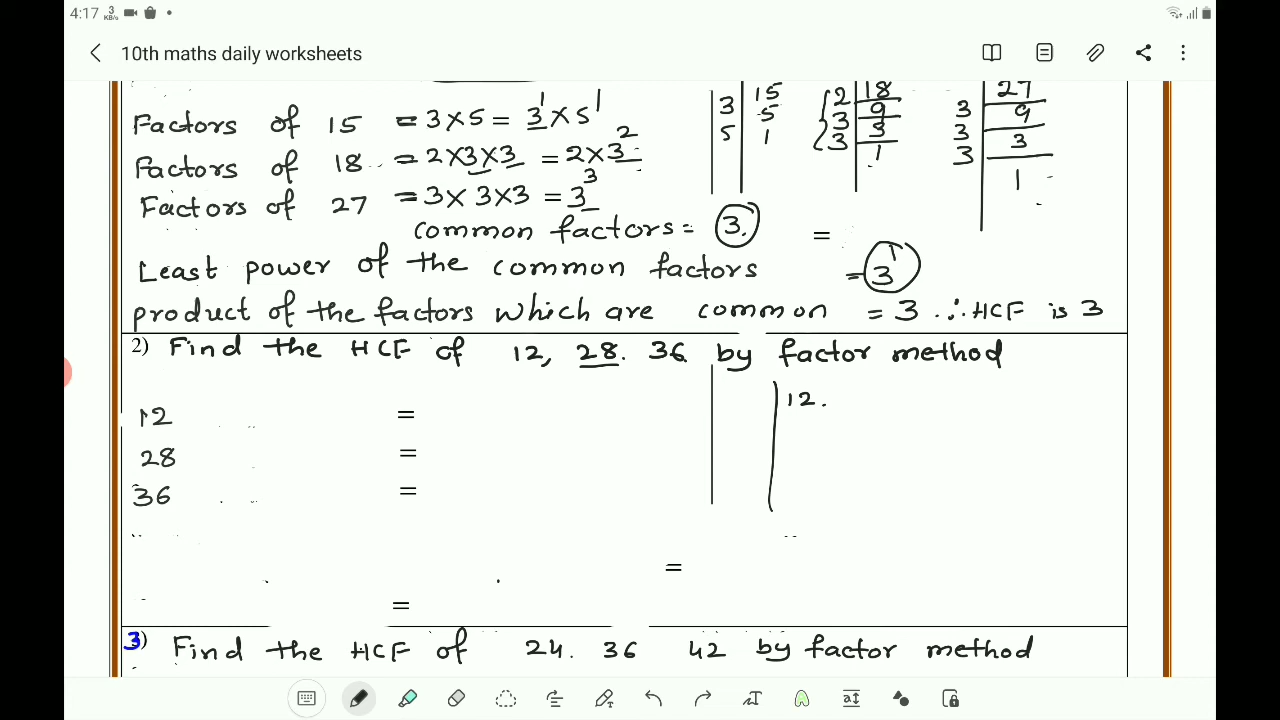 4:17 3 KB/s
10th maths daily worksheets
Factors of 15 = 3×5 = 3¹×5¹
Factors of 18 = 2×3×3 = 2×3²
Factors of 27 = 3×3×3 = 3³
3 15
5 5
1
2 18
3 9
3 3
1
27
3 9
3 3
3 1
common factors = 3. =
Least power of the common factors = 3¹
product of the factors which are common = 3 ∴ HCF is 3
2) Find the HCF of 12, 28. 36 by factor method
12 =
28 =
36 =
12.
=
=
3) Find the HCF of 24. 36 42 by factor method